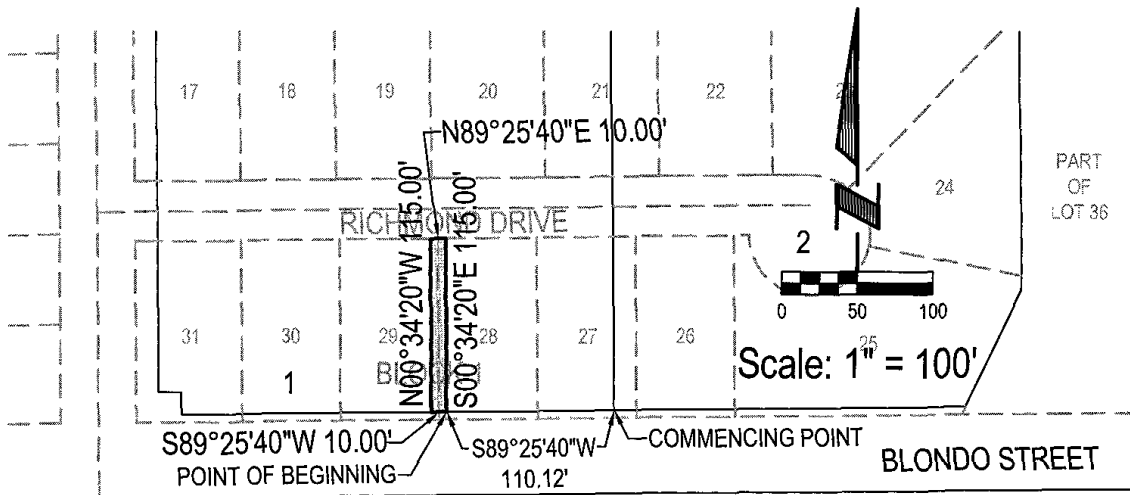 17
18
19
20
21
22
N89°25'40"E 10.00'
PART
OF
LOT 36
24
RICHMOND DRIVE
N00°34'20"W 115.00'
S00°34'20"E 115.00'
2
0 50 100
31
30
29
28
27
26
25
Scale: 1" = 100'
1
S89°25'40"W 10.00'
POINT OF BEGINNING
S89°25'40"W
110.12'
COMMENCING POINT
BLONDO STREET